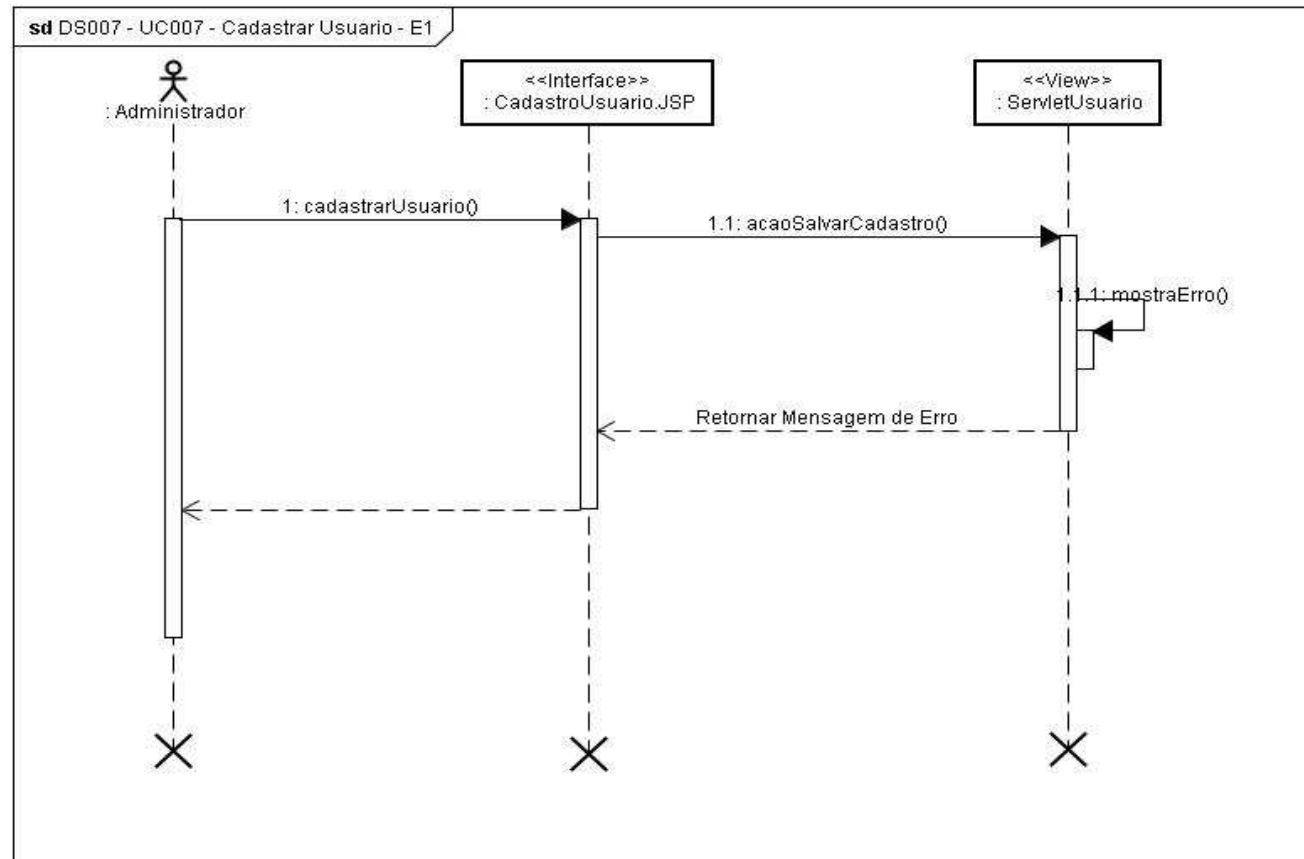 sd DS007 - UC007 - Cadastrar Usuario - E1
: Administrador
<<Interface>>
: CadastroUsuario.JSP
<<View>>
: ServletUsuario
1: cadastrarUsuario()
1.1: acaoSalvarCadastro()
1.1.1: mostraErro()
Retornar Mensagem de Erro